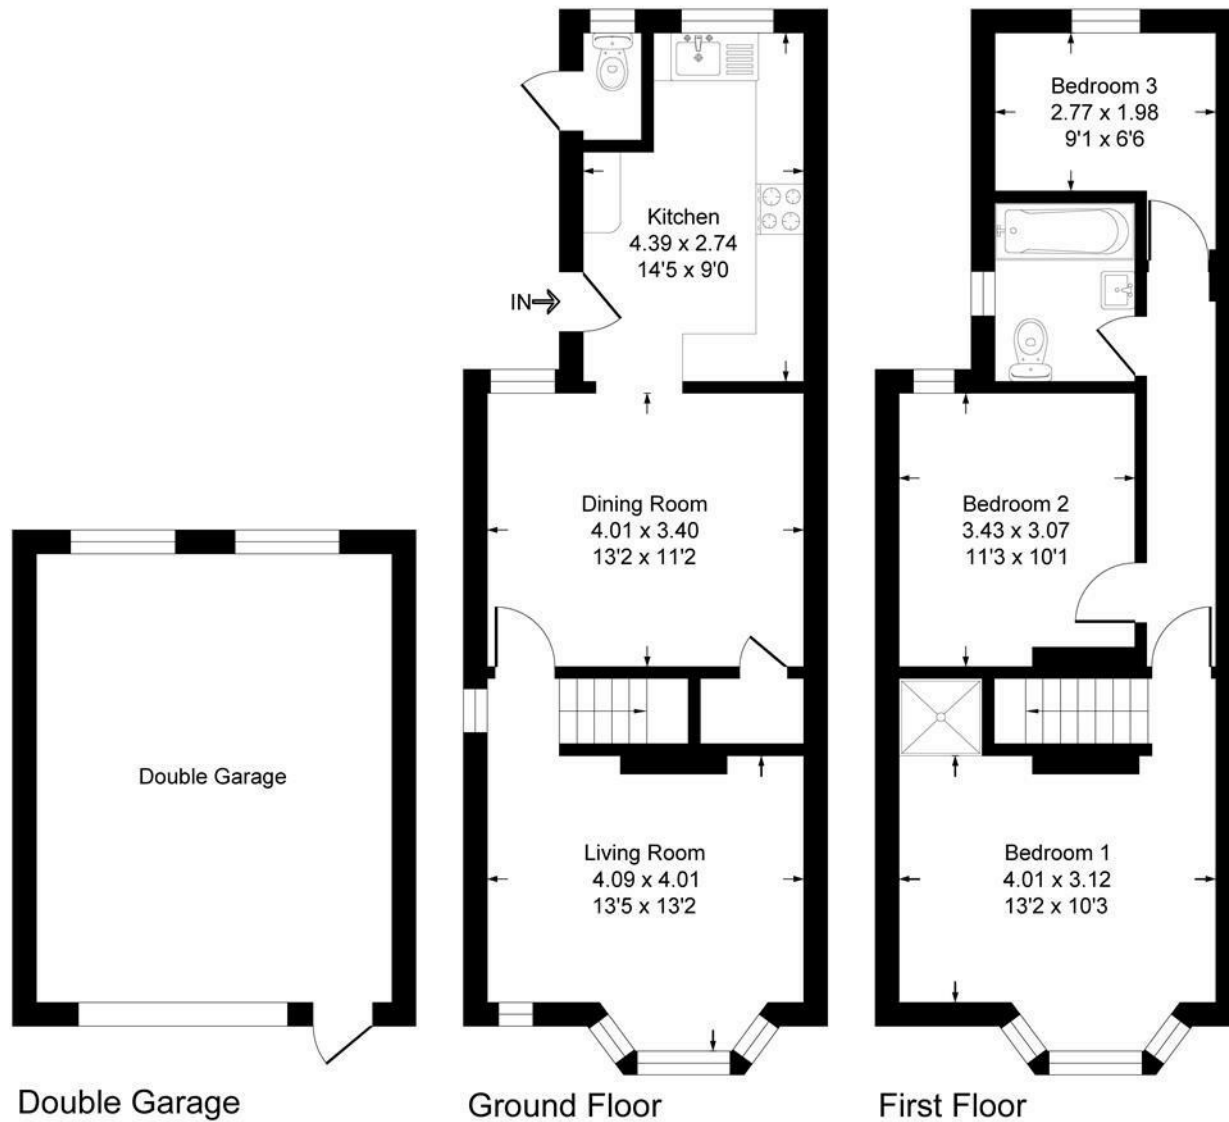 Kitchen
4.39 x 2.74
14'5 x 9'0
IN
Dining Room
4.01 x 3.40
13'2 x 11'2
Living Room
4.09 x 4.01
13'5 x 13'2
Bedroom 3
2.77 x 1.98
9'1 x 6'6
Bedroom 2
3.43 x 3.07
11'3 x 10'1
Bedroom 1
4.01 x 3.12
13'2 x 10'3
Double Garage
Double Garage
Ground Floor
First Floor